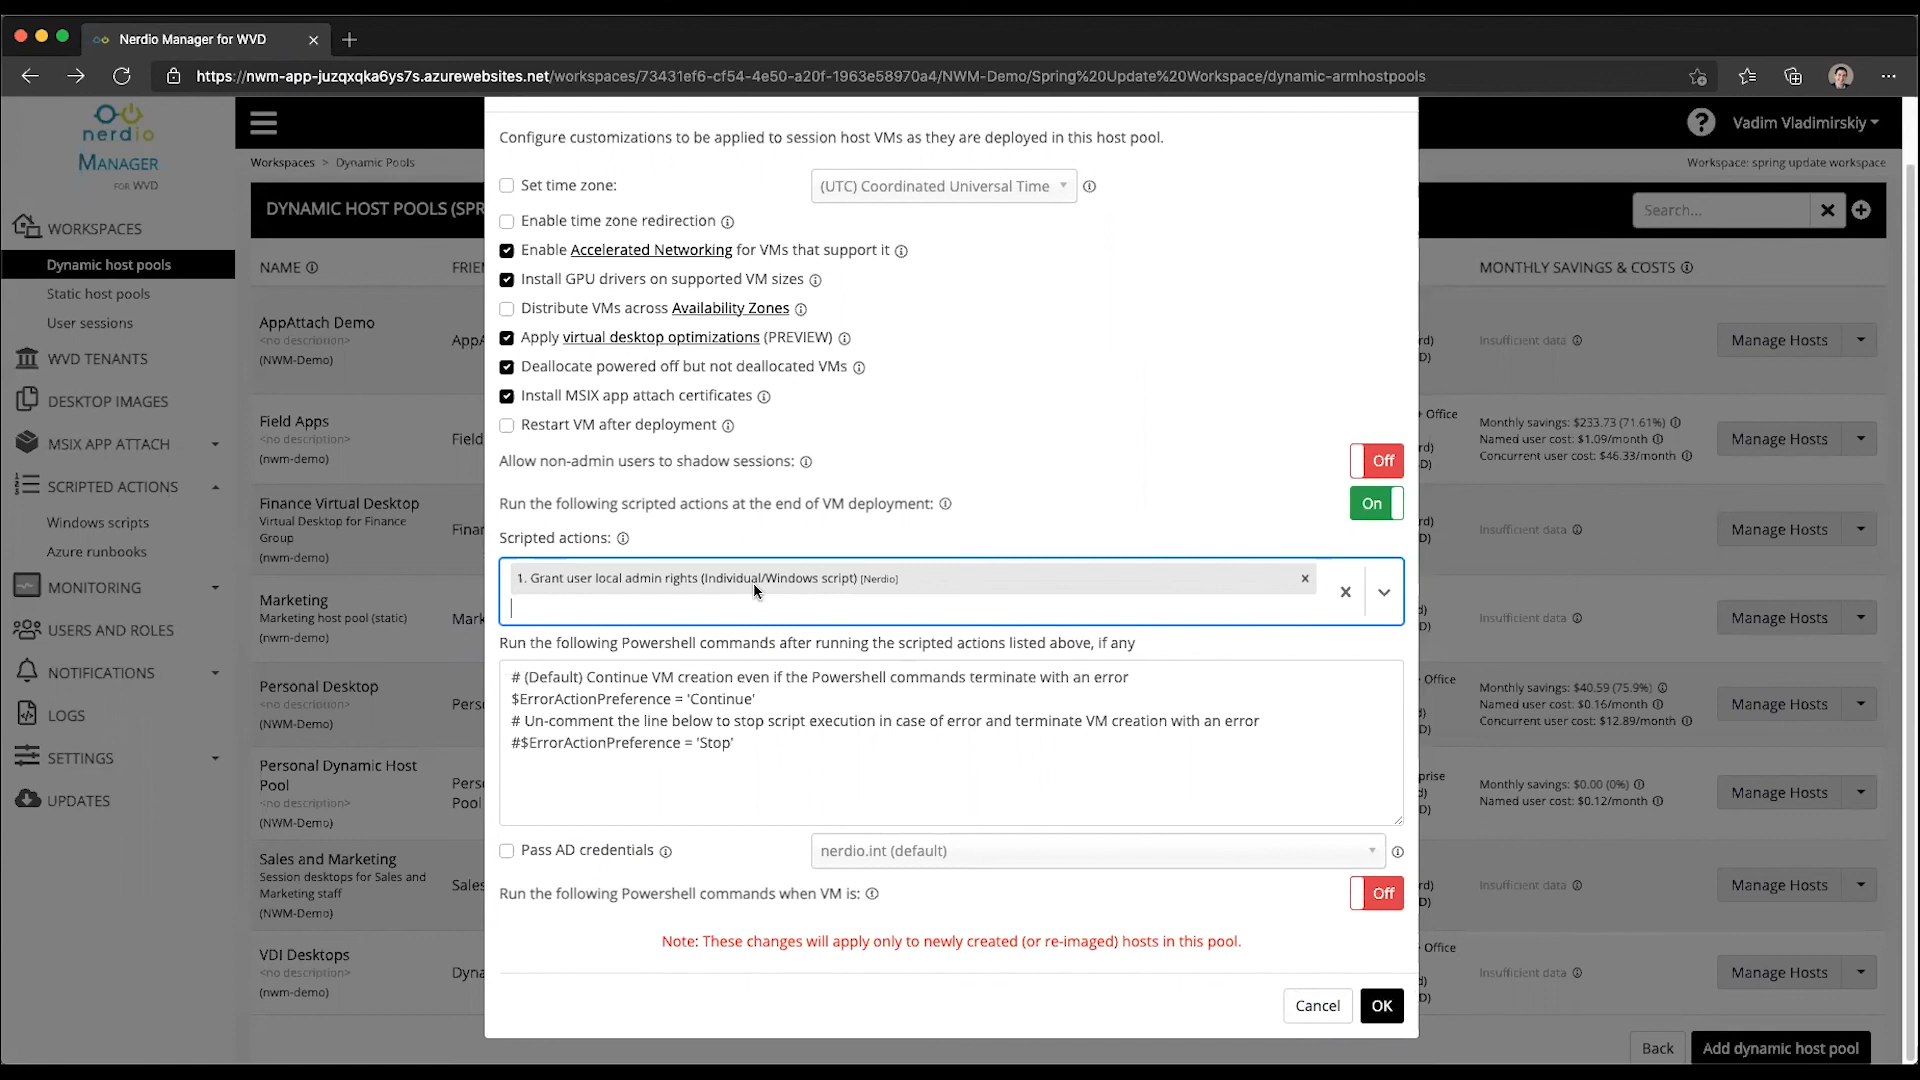 Nerdio Manager for WVD
https://nwm-app-juzqxqka6ys7s.azurewebsites.net/workspaces/73431ef6-cf54-4e50-a20f-1963e58970a4/NWM-Demo/Spring%20Update%20Workspace/dynamic-armhostpools
nerdio
MANAGER
FOR WVD
WORKSPACES
Dynamic host pools
Static host pools
User sessions
WVD TENANTS
DESKTOP IMAGES
MSIX APP ATTACH
SCRIPTED ACTIONS
Windows scripts
Azure runbooks
MONITORING
USERS AND ROLES
NOTIFICATIONS
LOGS
SETTINGS
UPDATES
Vadim Vladimirskiy
Workspaces > Dynamic Pools
Workspace: spring update workspace
DYNAMIC HOST POOLS (SPR
Search...
NAME
FRIE
MONTHLY SAVINGS & COSTS
AppAttach Demo
<no description>
(NWM-Demo)
AppA
rd)
D)
Insufficient data
Manage Hosts
Field Apps
<no description>
(nwm-demo)
Field
Office
rd)
D)
Monthly savings: $233.73 (71.61%)
Named user cost: $1.09/month
Concurrent user cost: $46.33/month
Manage Hosts
Finance Virtual Desktop
Virtual Desktop for Finance
Group
(nwm-demo)
Finan
rd)
D)
Insufficient data
Manage Hosts
Marketing
Marketing host pool (static)
(nwm-demo)
Mark
rd)
D)
Insufficient data
Manage Hosts
Personal Desktop
<no description>
(nwm-demo)
Perso
Office
d)
D)
Monthly savings: $40.59 (75.9%)
Named user cost: $0.16/month
Concurrent user cost: $12.89/month
Manage Hosts
Personal Dynamic Host
Pool
<no description>
(NWM-Demo)
Perso
Pool
prise
d)
D)
Monthly savings: $0.00 (0%)
Named user cost: $0.12/month
Manage Hosts
Sales and Marketing
Session desktops for Sales and
Marketing staff
(NWM-Demo)
Sales
rd)
D)
Insufficient data
Manage Hosts
VDI Desktops
<no description>
(nwm-demo)
Dyna
Office
rd)
D)
Insufficient data
Manage Hosts
Back
Add dynamic host pool
Configure customizations to be applied to session host VMs as they are deployed in this host pool.
Set time zone:
(UTC) Coordinated Universal Time
Enable time zone redirection
Enable Accelerated Networking for VMs that support it
Install GPU drivers on supported VM sizes
Distribute VMs across Availability Zones
Apply virtual desktop optimizations (PREVIEW)
Deallocate powered off but not deallocated VMs
Install MSIX app attach certificates
Restart VM after deployment
Allow non-admin users to shadow sessions:
Off
Run the following scripted actions at the end of VM deployment:
On
Scripted actions:
1. Grant user local admin rights (Individual/Windows script) [Nerdio]
Run the following Powershell commands after running the scripted actions listed above, if any
# (Default) Continue VM creation even if the Powershell commands terminate with an error
$ErrorActionPreference = 'Continue'
# Un-comment the line below to stop script execution in case of error and terminate VM creation with an error
#$ErrorActionPreference = 'Stop'
Pass AD credentials
nerdio.int (default)
Run the following Powershell commands when VM is:
Off
Note: These changes will apply only to newly created (or re-imaged) hosts in this pool.
Cancel
OK